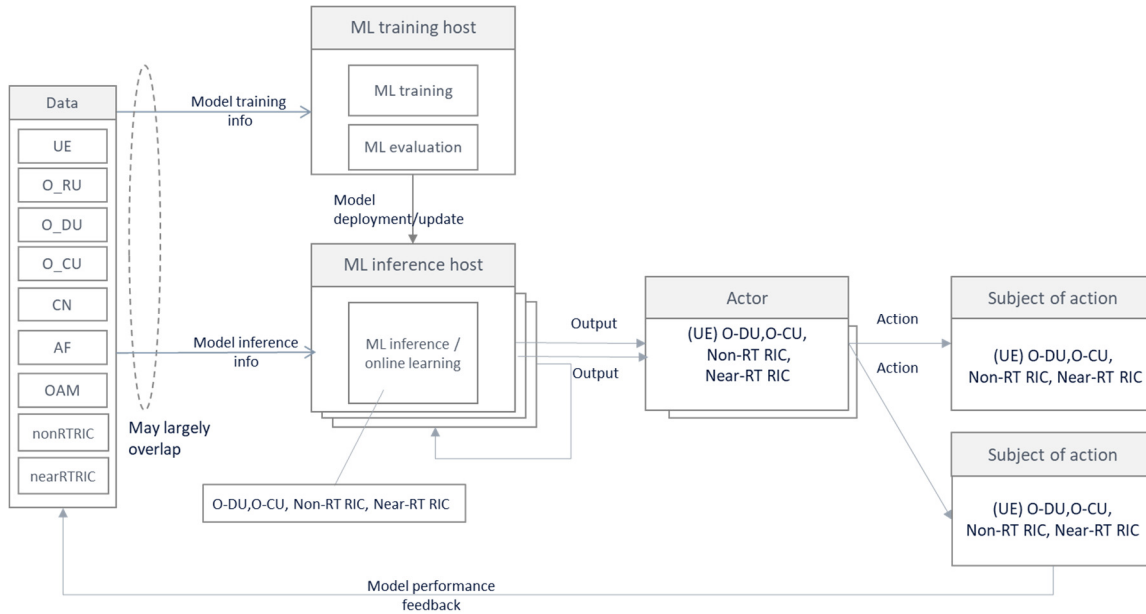 ML training host
ML training
ML evaluation
Data
UE
O_RU
O_DU
O_CU
CN
AF
OAM
nonRTRIC
nearRTRIC
Model training
info
May largely
overlap
Model
deployment/update
Model inference
info
ML inference host
ML inference /
online learning
O-DU,O-CU, Non-RT RIC, Near-RT RIC
Output
Output
Actor
(UE) O-DU,O-CU,
Non-RT RIC,
Near-RT RIC
Action
Action
Subject of action
(UE) O-DU,O-CU,
Non-RT RIC, Near-RT RIC
Subject of action
(UE) O-DU,O-CU,
Non-RT RIC, Near-RT RIC
Model performance
feedback